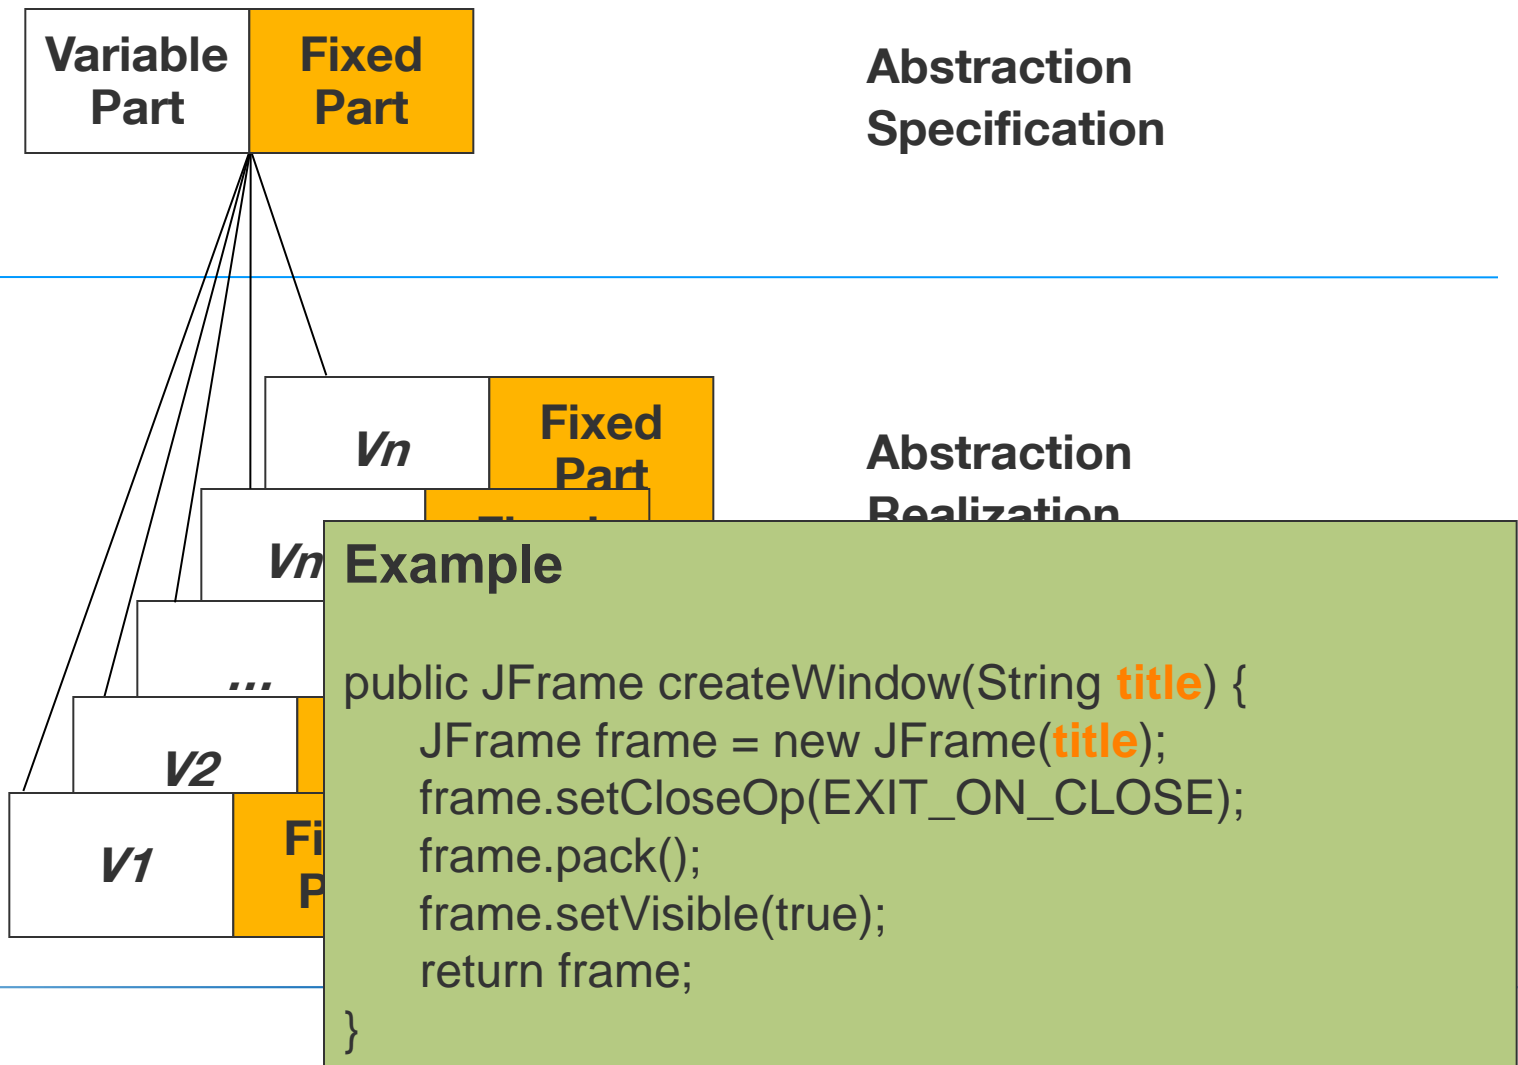 Variable
Part
Fixed
Part
Abstraction
Specification
Vn
Fixed
Part
Abstraction
Realization
Vn
...
V2
V1
Example
public JFrame createWindow(String title) {
JFrame frame = new JFrame(title);
frame.setCloseOp(EXIT_ON_CLOSE);
frame.pack();
frame.setVisible(true);
return frame;
}